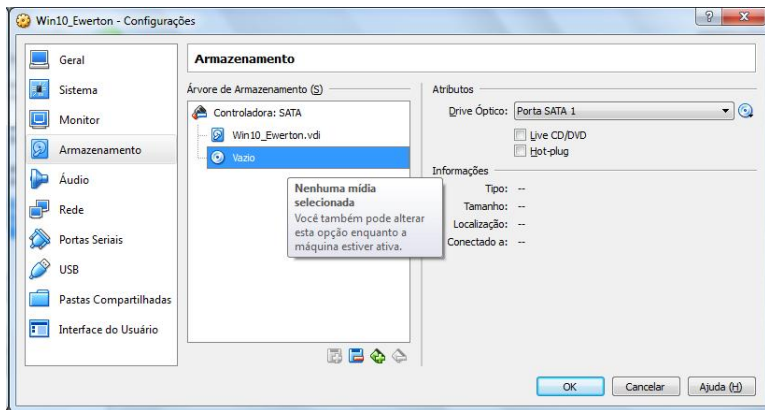 Win10_Ewerton - Configurações
Geral
Sistema
Monitor
Armazenamento
Áudio
Rede
Portas Seriais
USB
Pastas Compartilhadas
Interface do Usuário
Armazenamento
Árvore de Armazenamento (S)
Controladora: SATA
Win10_Ewerton.vdi
Vazio
Nenhuma mídia
selecionada
Você também pode alterar
esta opção enquanto a
máquina estiver ativa.
Atributos
Drive Óptico: Porta SATA 1
Live CD/DVD
Hot-plug
Informações
Tipo: --
Tamanho: --
Localização: --
Conectado a: --
OK Cancelar Ajuda (H)